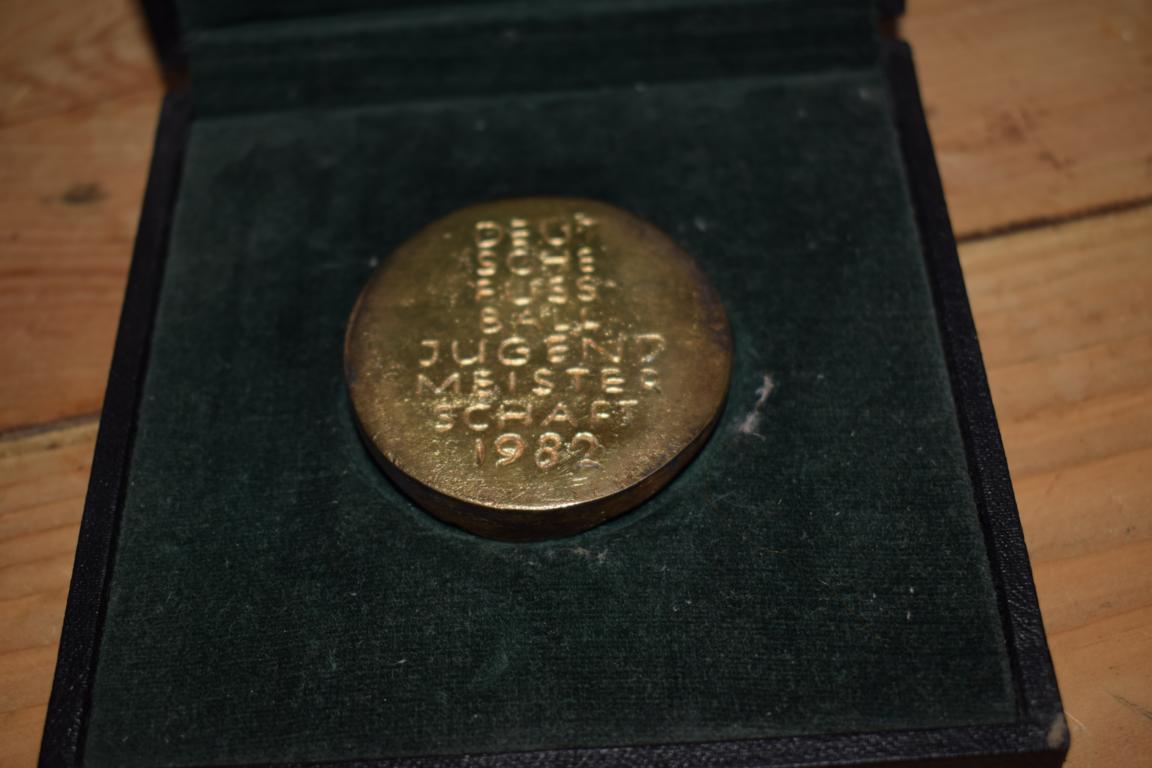 DEUT
SCHE
FUSS
BALL
JUGEND
MEISTER
SCHAFT
1982